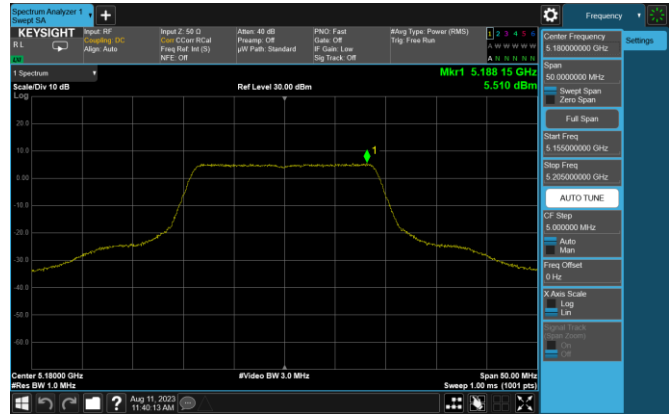 Spectrum Analyzer 1
Swept SA
Frequency
KEYSIGHT
RL
Input: RF
Coupling: DC
Align: Auto
Input Z: 50 Ω
Corr CCorr RCal
Freq Ref: Int (S)
NFE: Off
Atten: 40 dB
Preamp: Off
µW Path: Standard
PNO: Fast
Gate: Off
IF Gain: Low
Sig Track: Off
#Avg Type: Power (RMS)
Trig: Free Run
1 2 3 4 5 6
A W W W W W
A N N N N N
LW
1 Spectrum
Scale/Div 10 dB
Log
Ref Level 30.00 dBm
Mkr1 5.188 15 GHz
5.510 dBm
20.0
10.0
0.00
-10.0
-20.0
-30.0
-40.0
-50.0
-60.0
1
Center 5.18000 GHz
#Res BW 1.0 MHz
#Video BW 3.0 MHz
Span 50.00 MHz
Sweep 1.00 ms (1001 pts)
Aug 11, 2023
11:40:13 AM
Center Frequency
5.180000000 GHz
Settings
Span
50.0000000 MHz
Swept Span
Zero Span
Full Span
Start Freq
5.155000000 GHz
Stop Freq
5.205000000 GHz
AUTO TUNE
CF Step
5.000000 MHz
Auto
Man
Freq Offset
0 Hz
X Axis Scale
Log
Lin
Signal Track
(Span Zoom)
On
Off